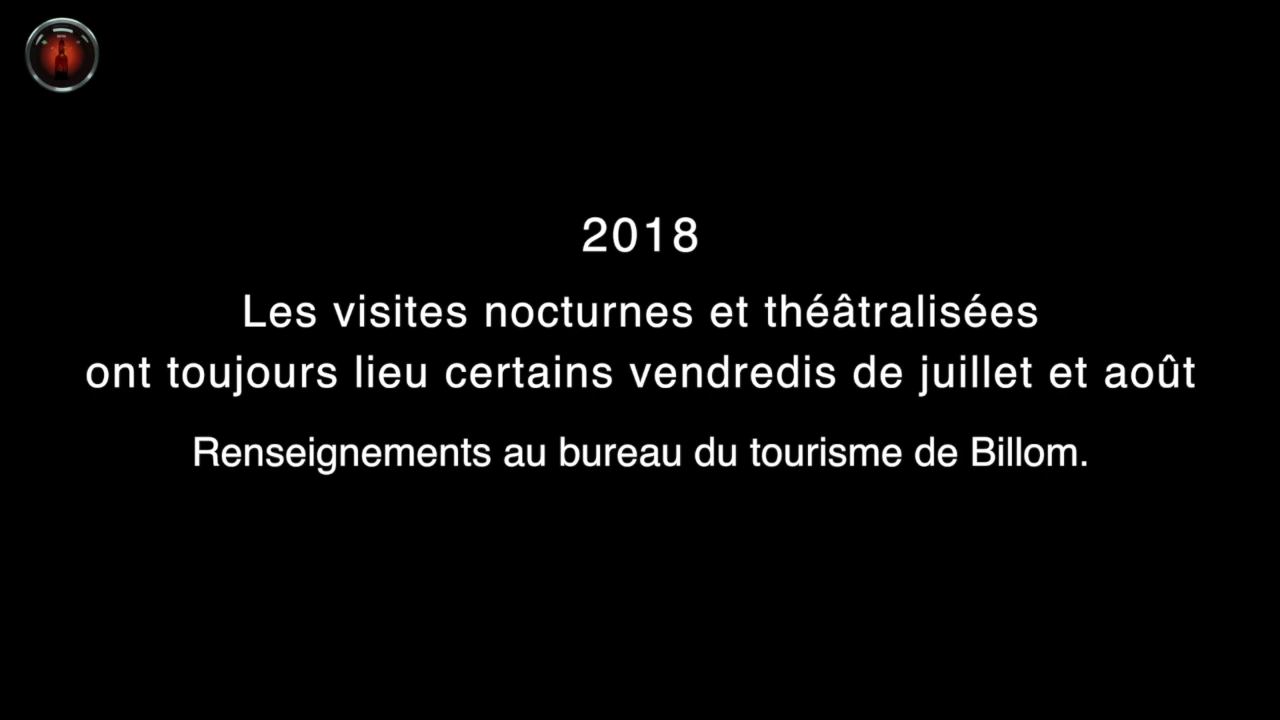 2018
Les visites nocturnes et théâtralisées
ont toujours lieu certains vendredis de juillet et août
Renseignements au bureau du tourisme de Billom.